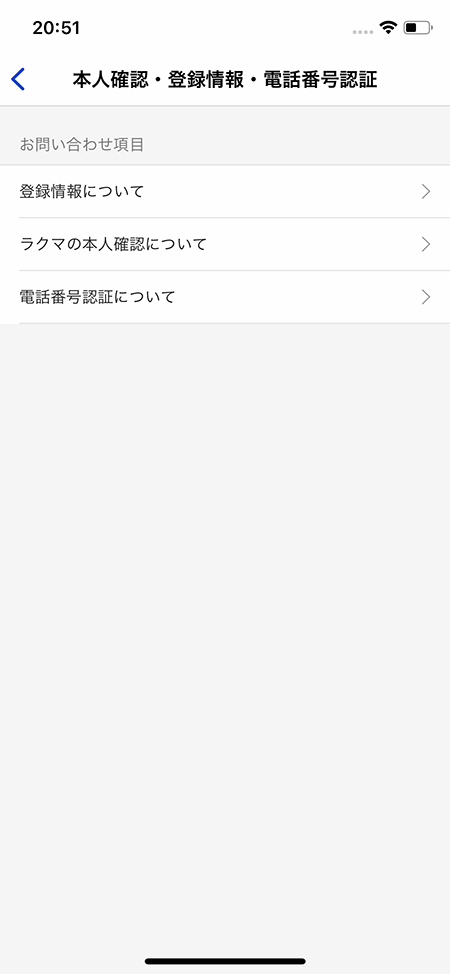 20:51
本人確認・登録情報・電話番号認証
お問い合わせ項目
登録情報について
ラクマの本人確認について
電話番号認証について